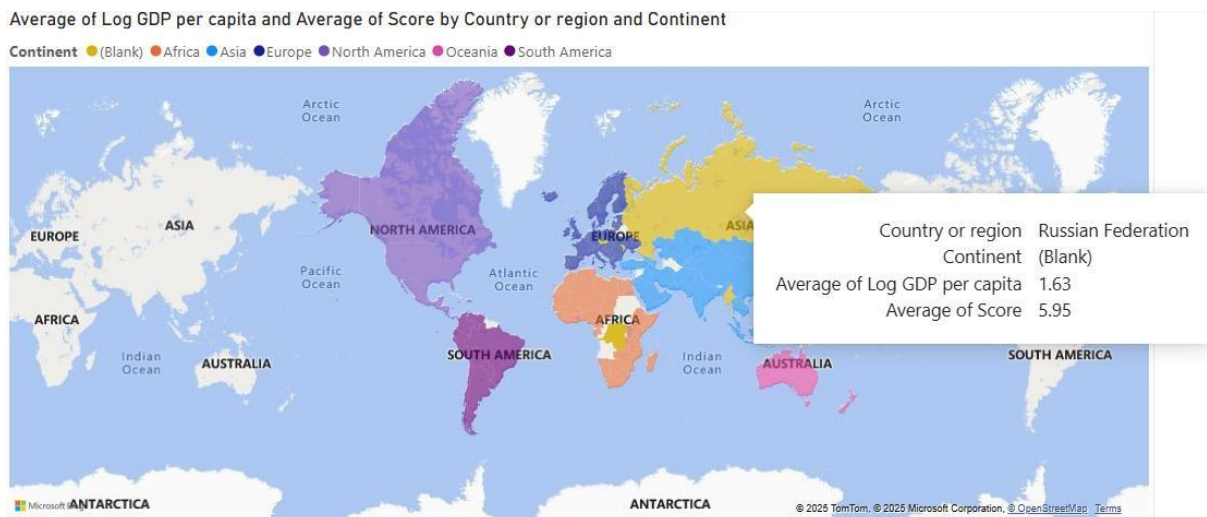 Average of Log GDP per capita and Average of Score by Country or region and Continent
Continent (Blank) Africa Asia Europe North America Oceania South America
Arctic
Ocean
Arctic
Ocean
ASIA
NORTH AMERICA
EUROPE
EUROPE
Pacific
Ocean
Atlantic
Ocean
AFRICA
AFRICA
Indian
Ocean
AUSTRALIA
SOUTH AMERICA
Indian
Ocean
AUSTRALIA
SOUTH AMERICA
Country or region Russian Federation
Continent (Blank)
Average of Log GDP per capita 1.63
Average of Score 5.95
Microsoft
ANTARCTICA
ANTARCTICA
© 2025 TomTom, © 2025 Microsoft Corporation, © OpenStreetMap Terms